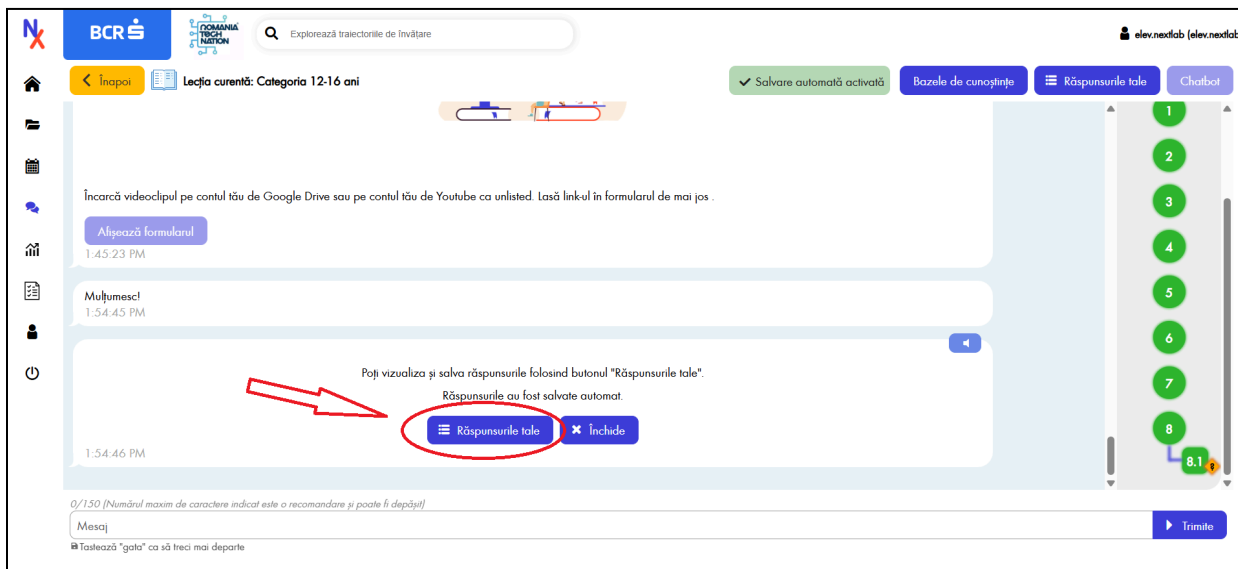 BCR
ROMANIA
TECH
NATION
Explorează traiectoriile de învățare
elev.nextlab (elev.nextlab
Înapoi
Lecția curentă: Categoria 12-16 ani
Salvare automată activată
Bazele de cunoștințe
Răspunsurile tale
Chatbot
1
2
Încarcă videoclipul pe contul tău de Google Drive sau pe contul tău de Youtube ca unlisted. Lasă link-ul în formularul de mai jos .
3
Afișează formularul
4
1:45:23 PM
5
Mulțumesc!
1:54:45 PM
6
Poți vizualiza și salva răspunsurile folosind butonul "Răspunsurile tale".
7
Răspunsurile au fost salvate automat.
Răspunsurile tale
Închide
8
1:54:46 PM
8.1
0/150 (Numărul maxim de caractere indicat este o recomandare și poate fi depășit)
Mesaj
Trimite
Tastează "gata" ca să treci mai departe